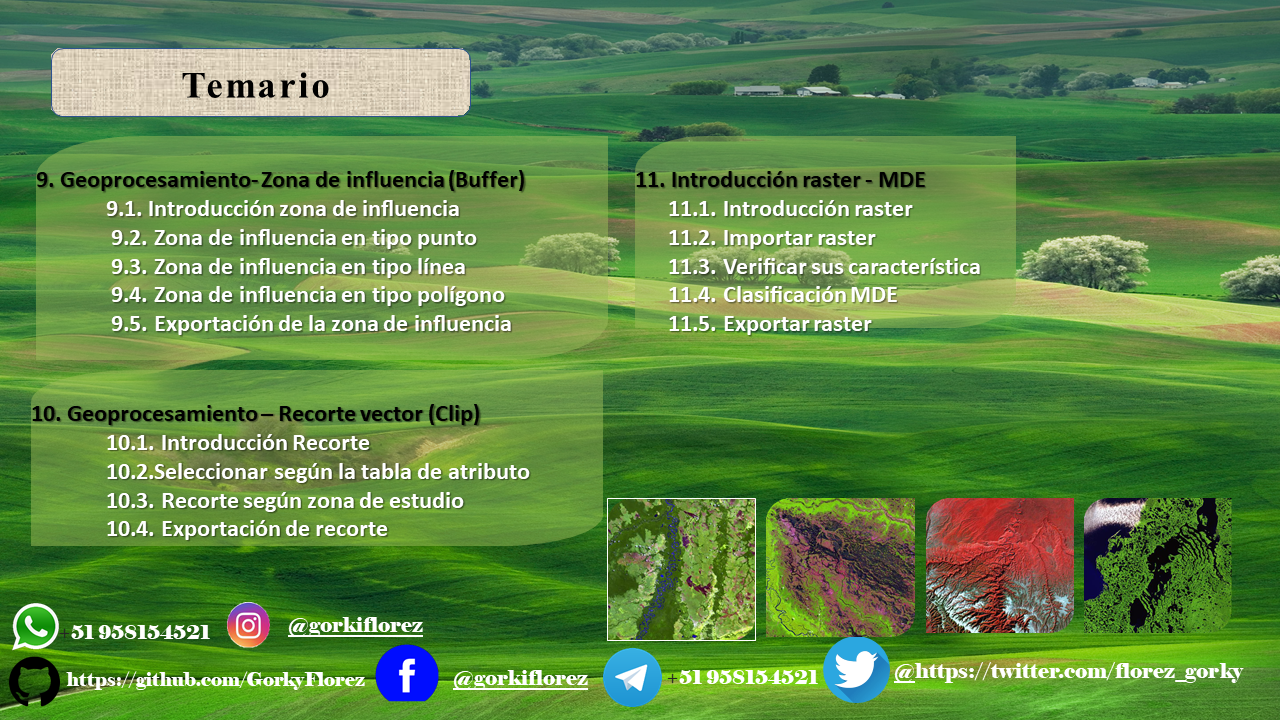 Temario
9. Geoprocesamiento- Zona de influencia (Buffer)
9.1. Introducción zona de influencia
9.2. Zona de influencia en tipo punto
9.3. Zona de influencia en tipo línea
9.4. Zona de influencia en tipo polígono
9.5. Exportación de la zona de influencia
10. Geoprocesamiento – Recorte vector (Clip)
10.1. Introducción Recorte
10.2.Seleccionar según la tabla de atributo
10.3. Recorte según zona de estudio
10.4. Exportación de recorte
11. Introducción raster - MDE
11.1. Introducción raster
11.2. Importar raster
11.3. Verificar sus característica
11.4. Clasificación MDE
11.5. Exportar raster
+51 958154521
@gorkiflorez
https://github.com/GorkyFlorez
@gorkiflorez
+51 958154521
@https://twitter.com/florez_gorky